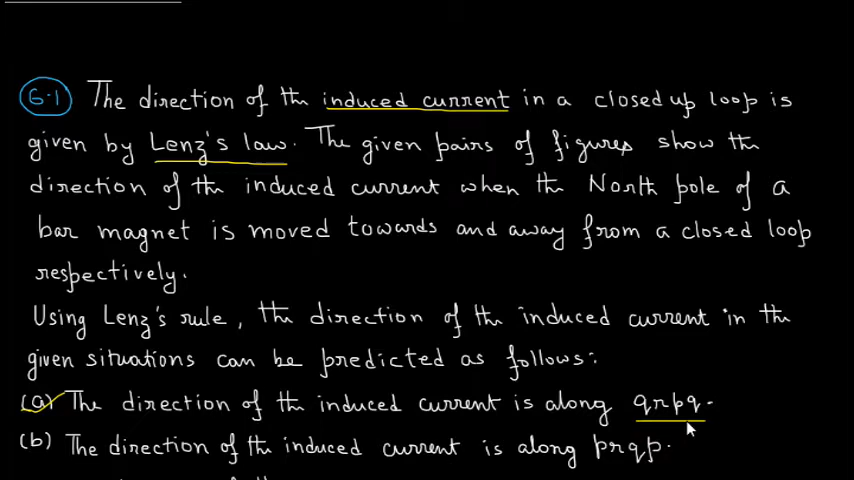 6.1 The direction of the induced current in a closed up loop is
given by Lenz's law. The given pairs of figures show the
direction of the induced current when the North pole of a
bar magnet is moved towards and away from a closed loop
respectively.
Using Lenz's rule, the direction of the induced current in the
given situations can be predicted as follows:
(a) The direction of the induced current is along qrpq.
(b) The direction of the induced current is along prqp.